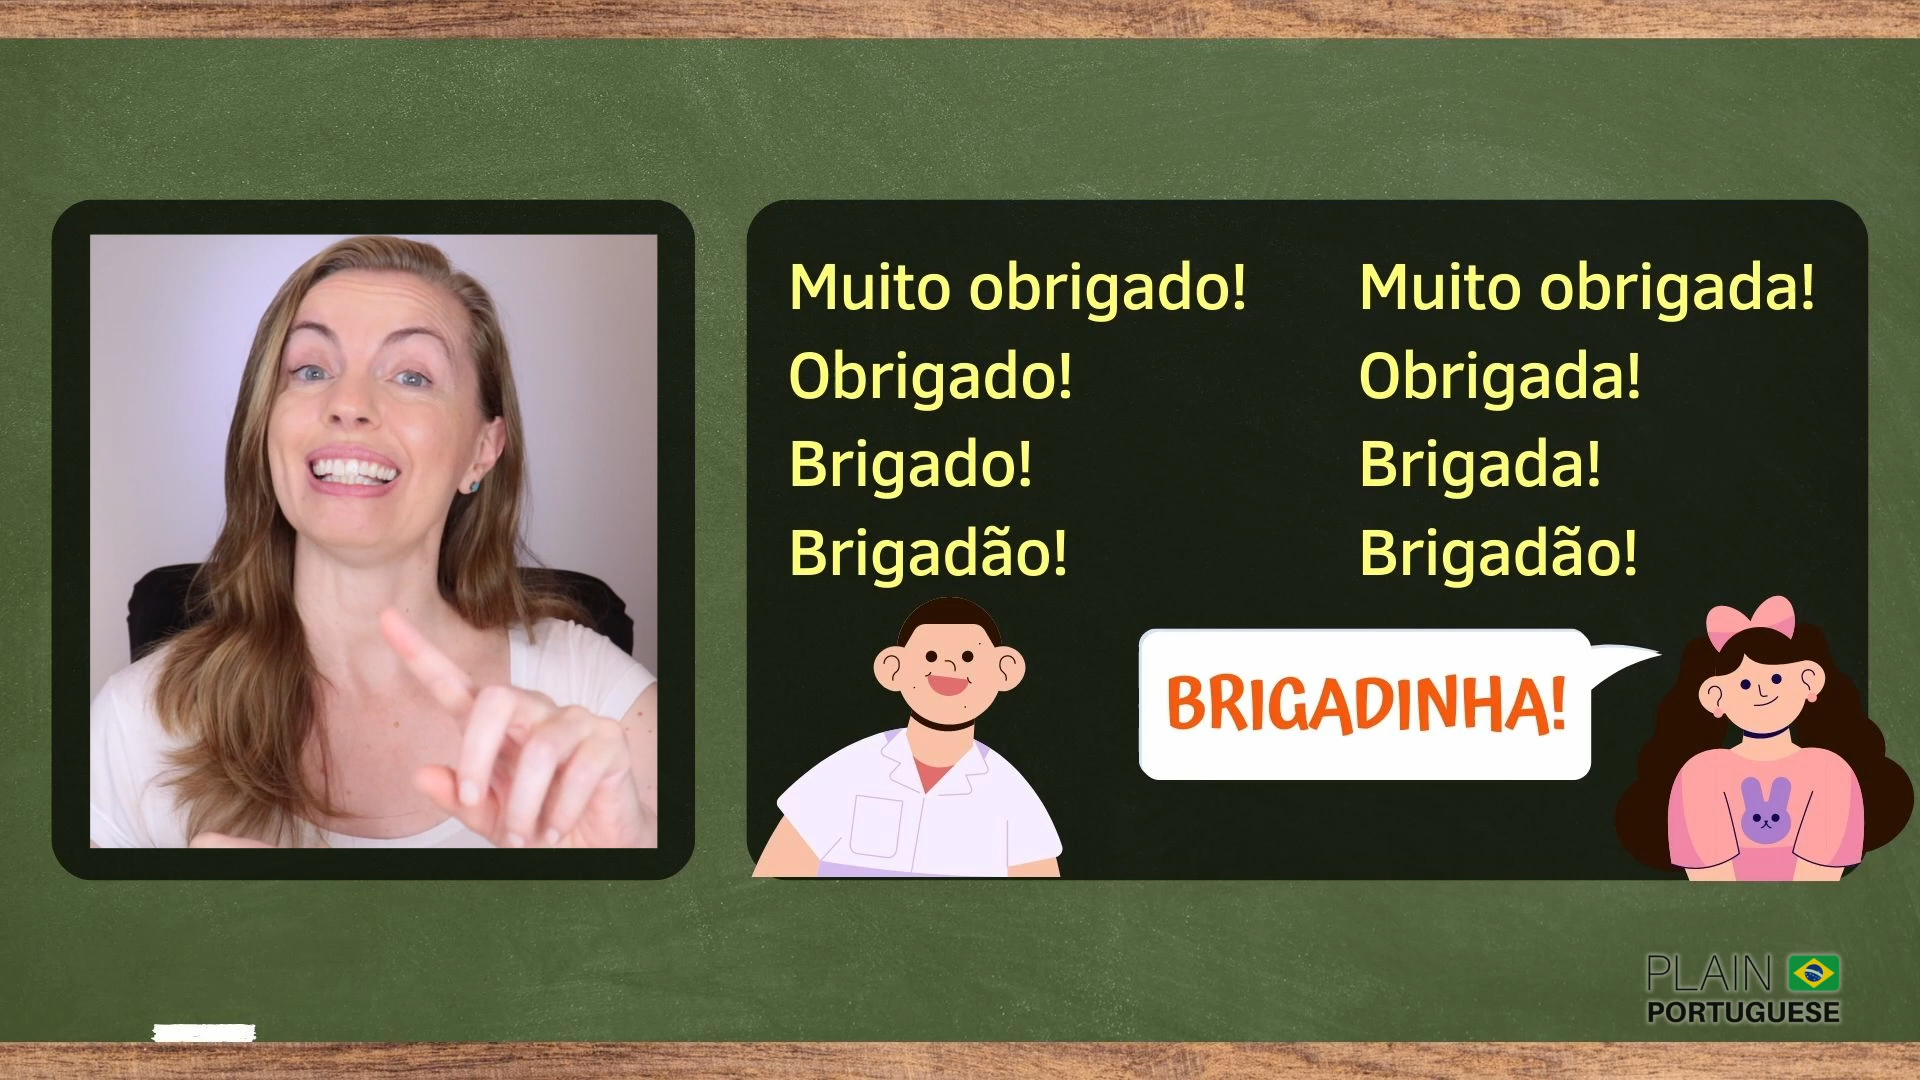 Muito obrigado!
Obrigado!
Brigado!
Brigadão!
Muito obrigada!
Obrigada!
Brigada!
Brigadão!
BRIGADINHA!
PLAIN
PORTUGUESE